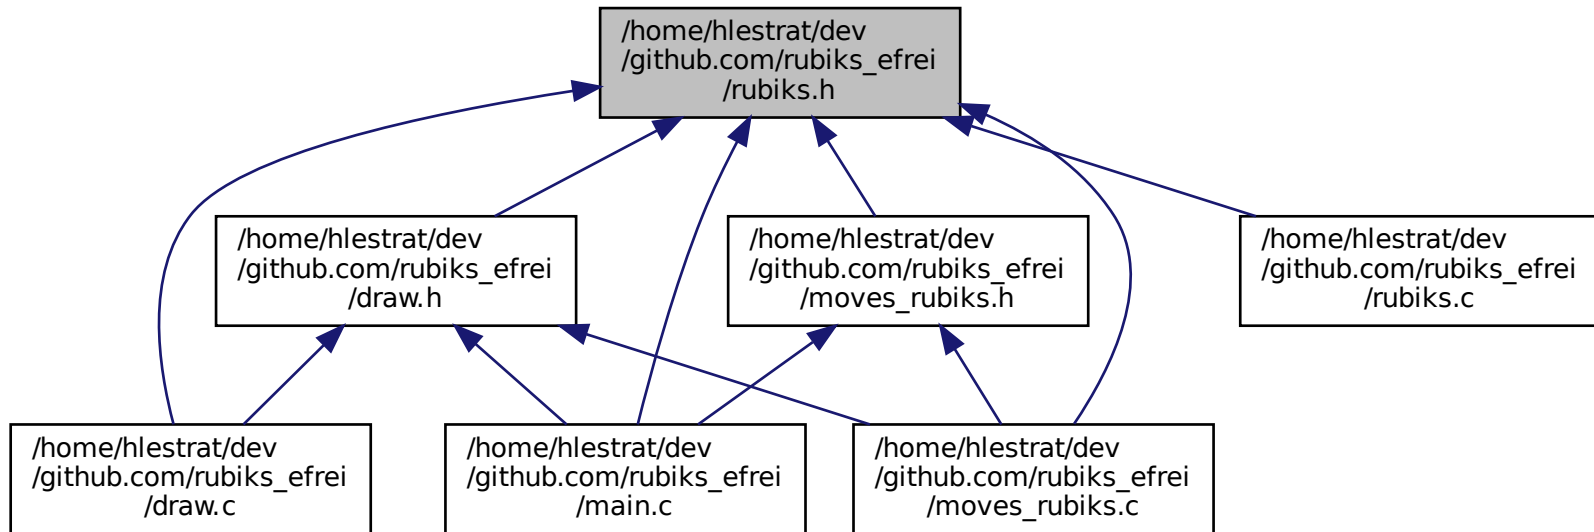 /home/hlestrat/dev
/github.com/rubiks_efrei
/rubiks.h
/home/hlestrat/dev
/github.com/rubiks_efrei
/draw.h
/home/hlestrat/dev
/github.com/rubiks_efrei
/moves_rubiks.h
/home/hlestrat/dev
/github.com/rubiks_efrei
/rubiks.c
/home/hlestrat/dev
/github.com/rubiks_efrei
/draw.c
/home/hlestrat/dev
/github.com/rubiks_efrei
/main.c
/home/hlestrat/dev
/github.com/rubiks_efrei
/moves_rubiks.c